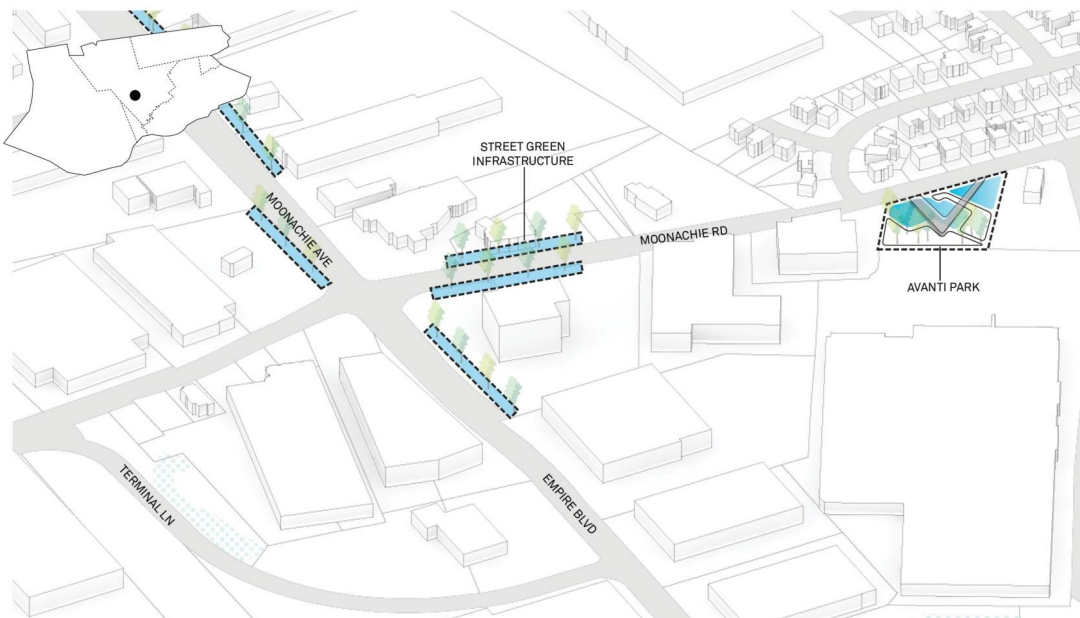 STREET GREEN
INFRASTRUCTURE
MOONACHIE AVE
MOONACHIE RD
AVANTI PARK
TERMINAL LN
EMPIRE BLVD